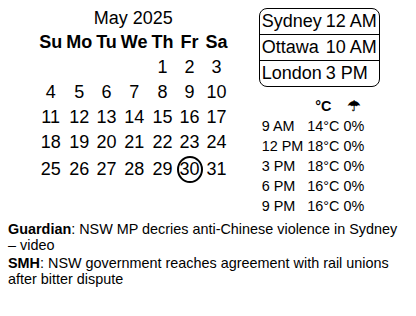 May 2025
Su Mo Tu We Th Fr Sa
1 2 3
4 5 6 7 8 9 10
11 12 13 14 15 16 17
18 19 20 21 22 23 24
25 26 27 28 29 30 31
Sydney 12 AM
Ottawa 10 AM
London 3 PM
°C ☂
9 AM 14°C 0%
12 PM 18°C 0%
3 PM 18°C 0%
6 PM 16°C 0%
9 PM 16°C 0%
Guardian: NSW MP decries anti-Chinese violence in Sydney
– video
SMH: NSW government reaches agreement with rail unions
after bitter dispute